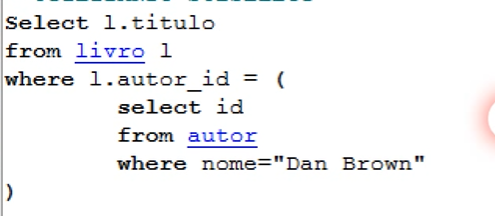 Select l.titulo
from livro l
where l.autor_id = (
select id
from autor
where nome="Dan Brown"
)